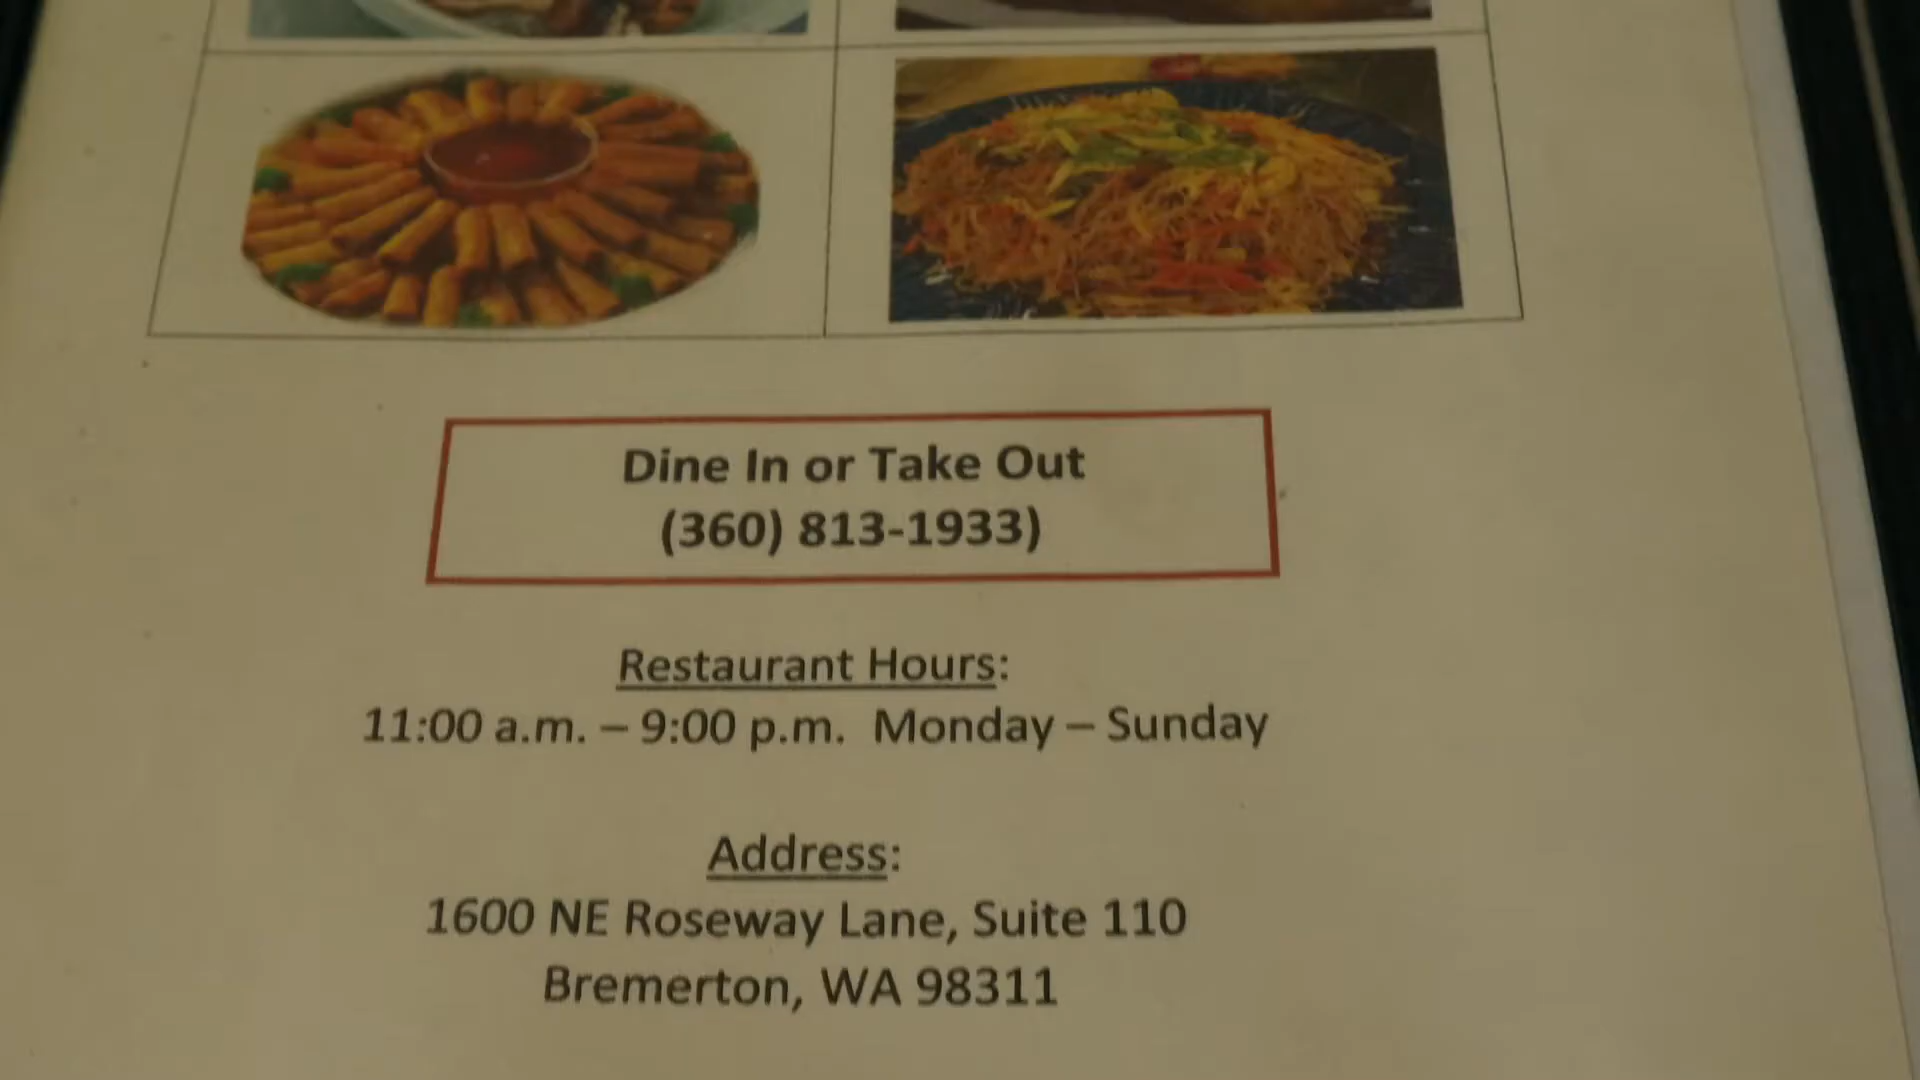 Dine In or Take Out
(360) 813-1933)
Restaurant Hours:
11:00 a.m. – 9:00 p.m.  Monday – Sunday
Address:
1600 NE Roseway Lane, Suite 110
Bremerton, WA 98311